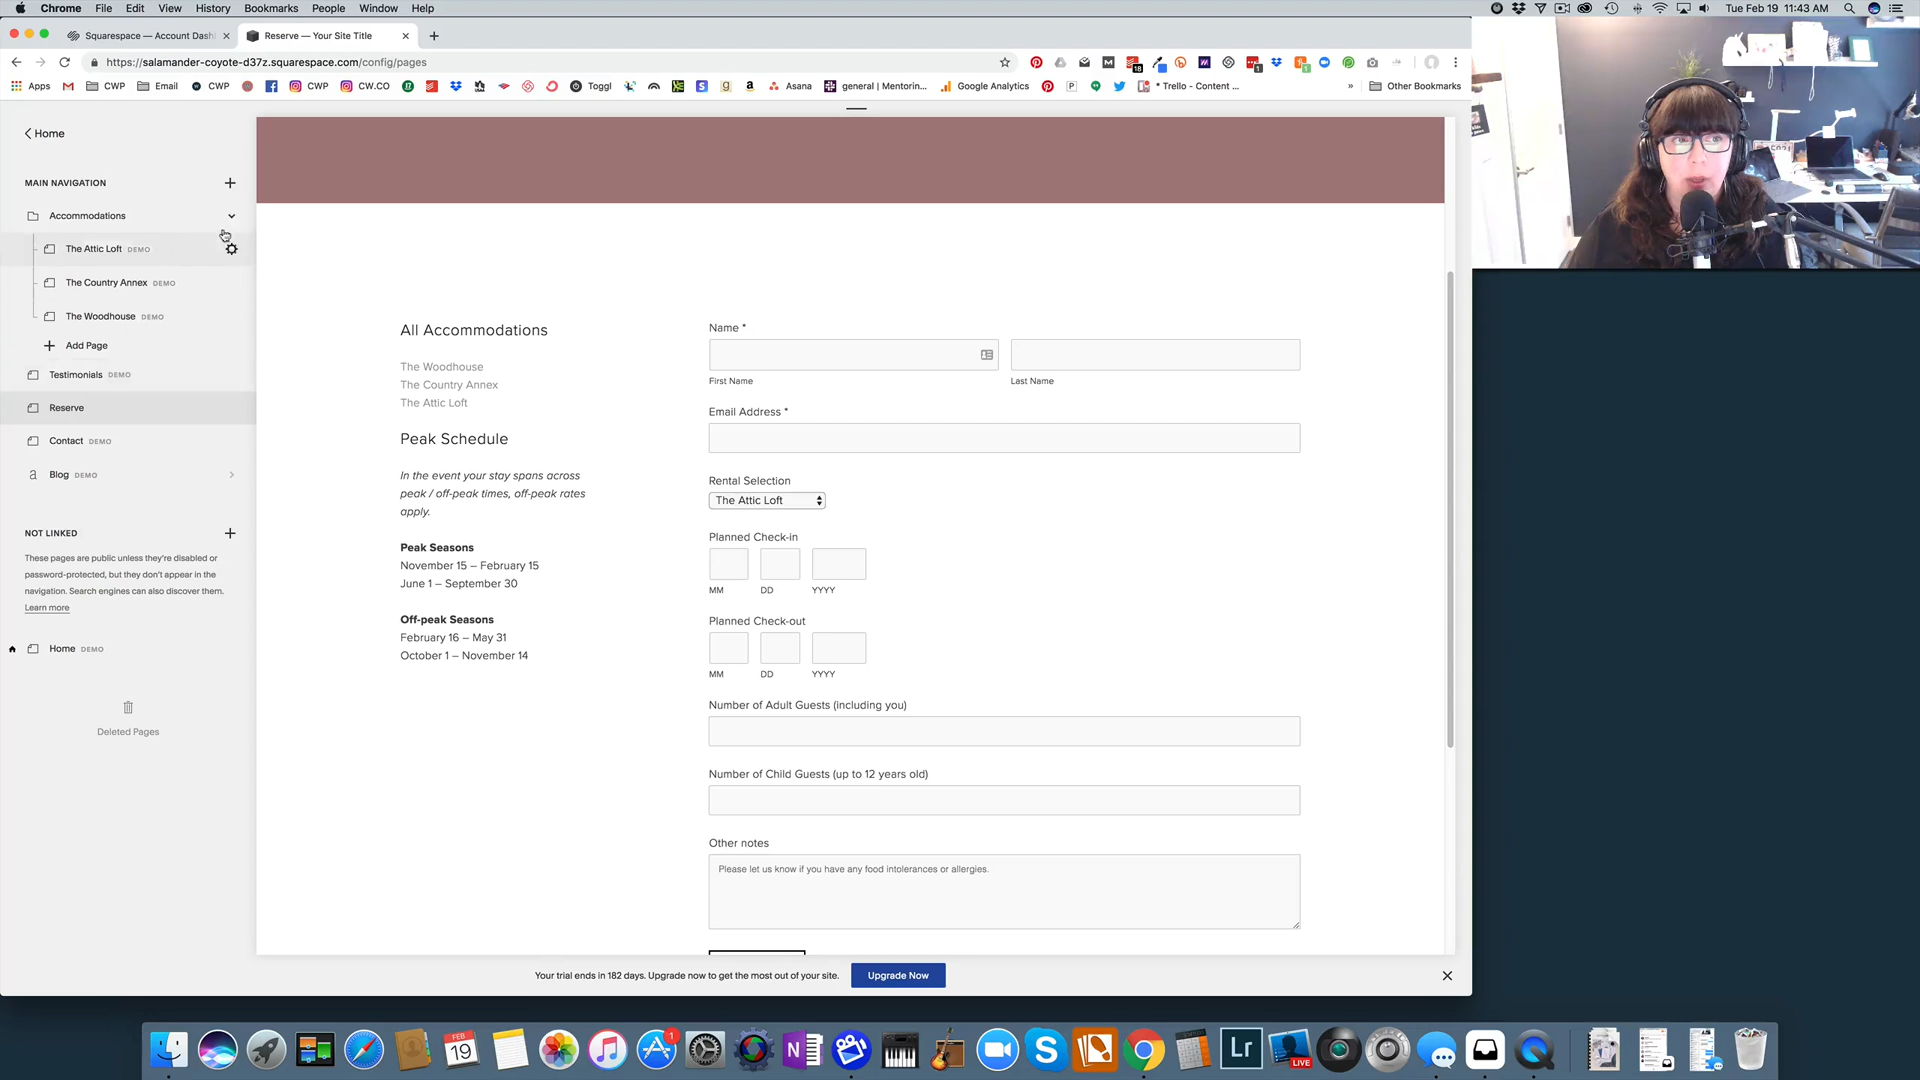 Chrome File Edit View History Bookmarks People Window Help
Tue Feb 19 11:43 AM
Squarespace — Account Dash
Reserve — Your Site Title
https://salamander-coyote-d37z.squarespace.com/config/pages
Apps CWP Email CWP CWP CW.CO Toggl Asana general | Mentorin... Google Analytics * Trello - Content ... » Other Bookmarks
Home
MAIN NAVIGATION
Accommodations
The Attic Loft DEMO
The Country Annex DEMO
The Woodhouse DEMO
Add Page
Testimonials DEMO
Reserve
Contact DEMO
Blog DEMO
NOT LINKED
These pages are public unless they're disabled or
password-protected, but they don't appear in the
navigation. Search engines can also discover them.
Learn more
Home DEMO
Deleted Pages
All Accommodations
The Woodhouse
The Country Annex
The Attic Loft
Peak Schedule
In the event your stay spans across
peak / off-peak times, off-peak rates
apply.
Peak Seasons
November 15 – February 15
June 1 – September 30
Off-peak Seasons
February 16 – May 31
October 1 – November 14
Name *
First Name
Last Name
Email Address *
Rental Selection
The Attic Loft
Planned Check-in
MM DD YYYY
Planned Check-out
MM DD YYYY
Number of Adult Guests (including you)
Number of Child Guests (up to 12 years old)
Other notes
Please let us know if you have any food intolerances or allergies.
Your trial ends in 182 days. Upgrade now to get the most out of your site.
Upgrade Now
FEB
19
1
N
Lr
LIVE